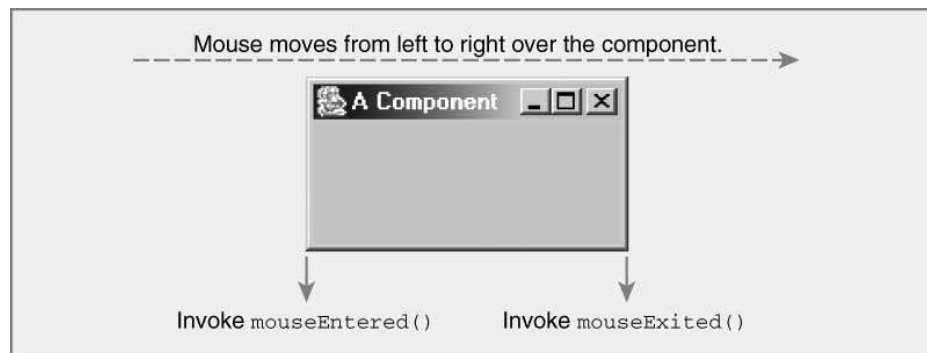 Mouse moves from left to right over the component.
A Component
Invoke mouseEntered()
Invoke mouseExited()